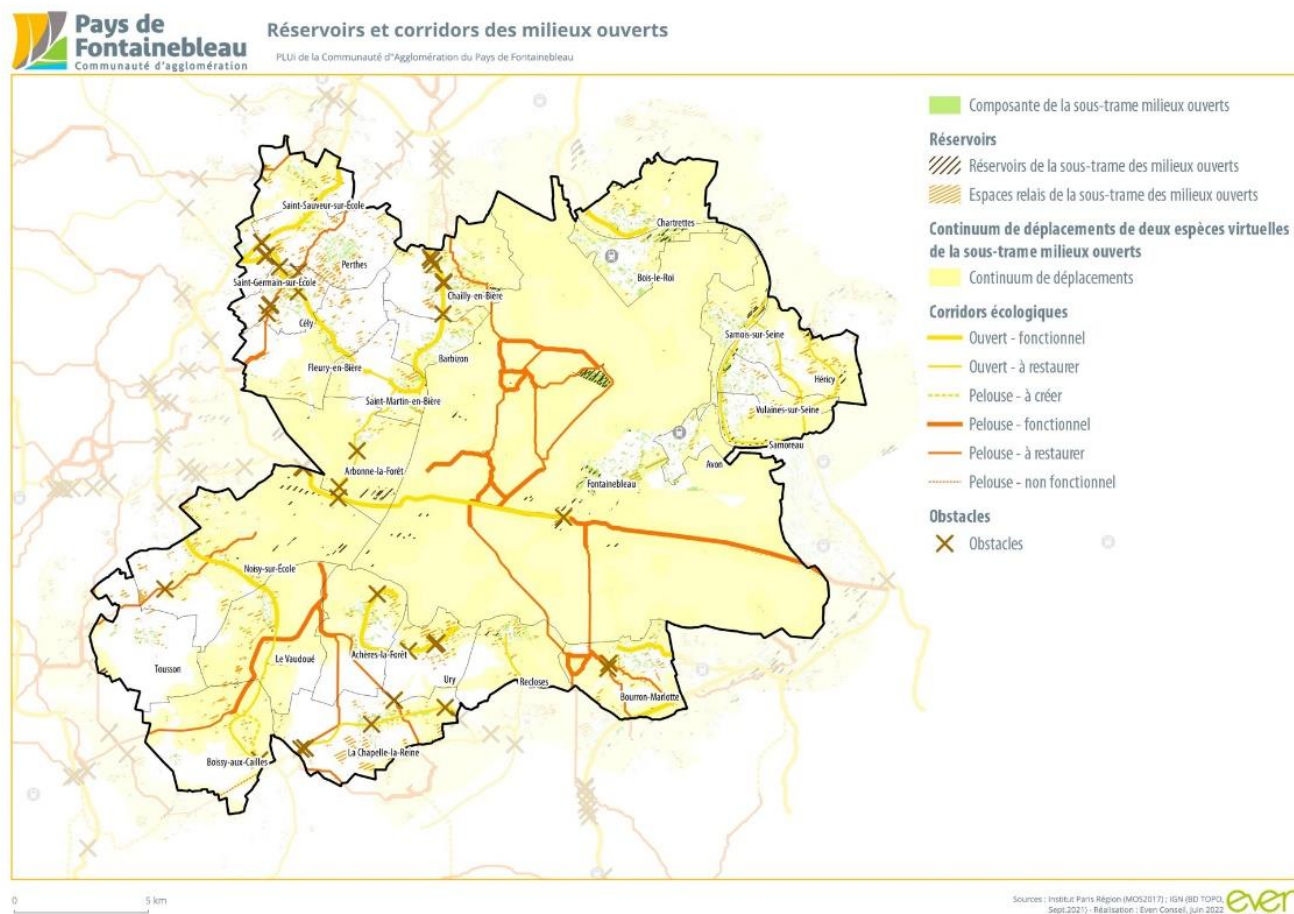 Pays de
Fontainebleau
Communauté d'agglomération
Réservoirs et corridors des milieux ouverts
PLUi de la Communauté d"Agglomération du Pays de Fontainebleau
Composante de la sous-trame milieux ouverts
Réservoirs
Réservoirs de la sous-trame des milieux ouverts
Espaces relais de la sous-trame des milieux ouverts
Continuum de déplacements de deux espèces virtuelles
de la sous-trame milieux ouverts
Continuum de déplacements
Corridors écologiques
Ouvert - fonctionnel
Ouvert - à restaurer
Pelouse - à créer
Pelouse - fonctionnel
Pelouse - à restaurer
Pelouse - non fonctionnel
Obstacles
Obstacles
Saint-Sauveur-sur-École
Chartrettes
Perthes
Bois-le-Roi
Saint-Germain-sur-École
Chailly-en-Bière
Cély
Samois-sur-Seine
Barbizon
Fleury-en-Bière
Héricy
Saint-Martin-en-Bière
Vulaines-sur-Seine
Samoreau
Arbonne-la-Forêt
Avon
Fontainebleau
Noisy-sur-École
Achères-la-Forêt
Le Vaudoué
Tousson
Ury
Recloses
Bourron-Marlotte
La Chapelle-la-Reine
Boissy-aux-Cailles
0 5 km
Sources : Institut Paris Région (MOS2017) ; IGN (BD TOPO,
Sept.2021) - Réalisation : Even Conseil, Juin 2022
even